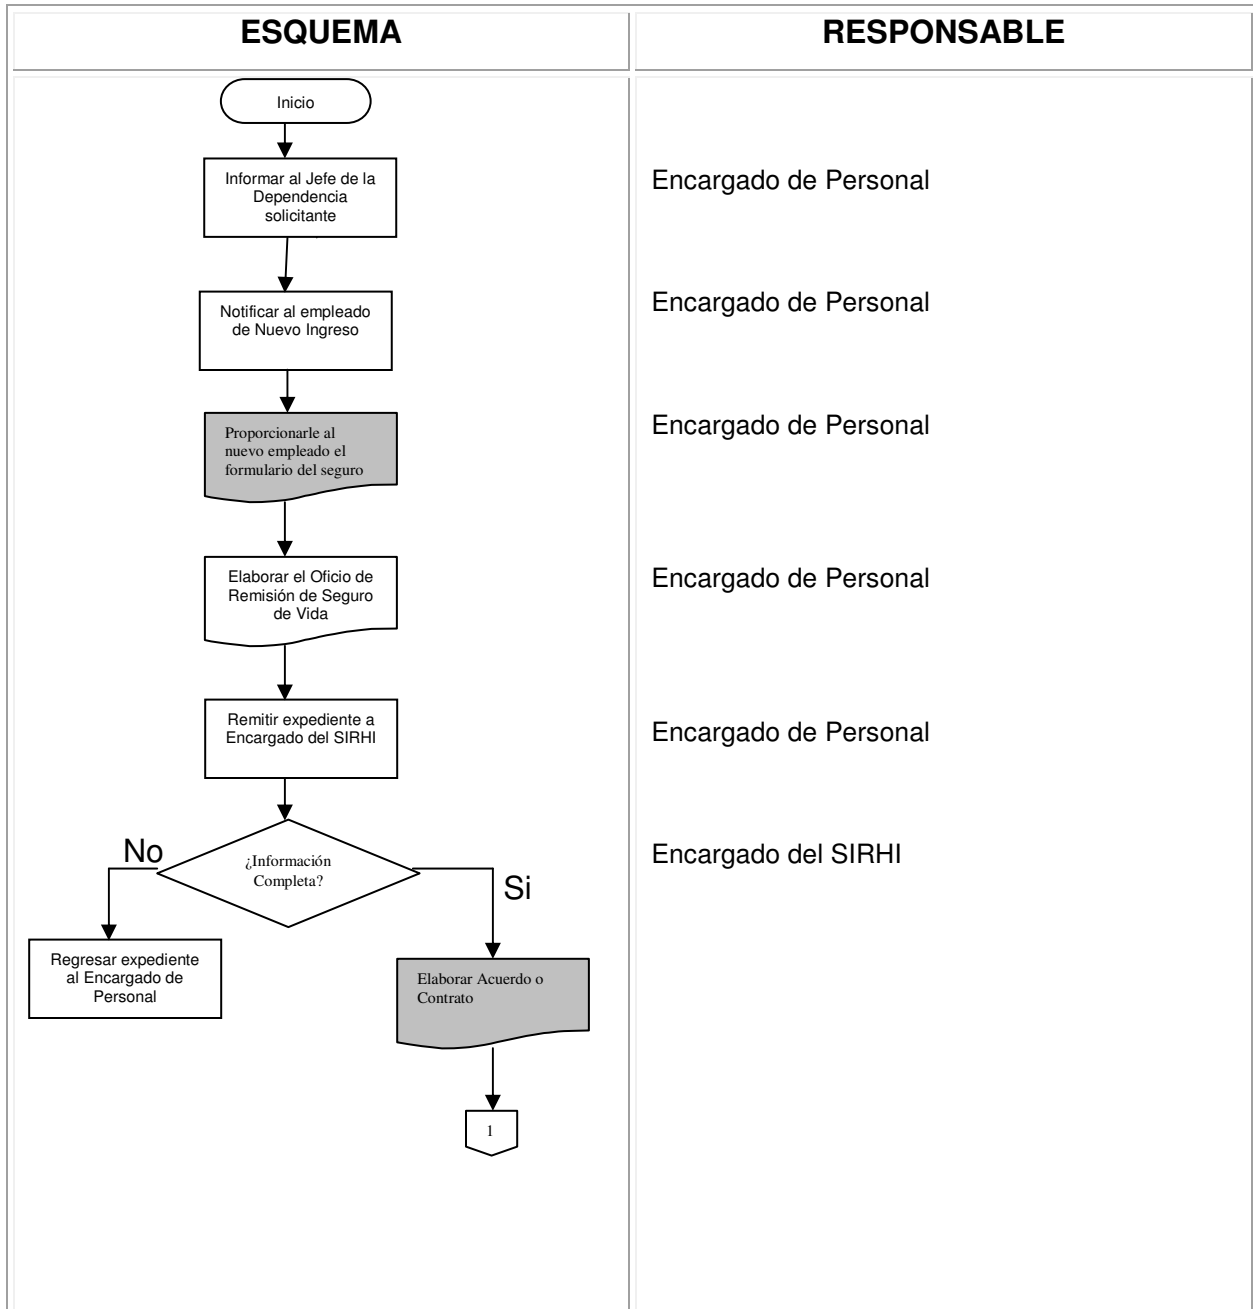 ESQUEMA
RESPONSABLE
Inicio
Informar al Jefe de la
Dependencia
solicitante
Encargado de Personal
Notificar al empleado
de Nuevo Ingreso
Encargado de Personal
Proporcionarle al
nuevo empleado el
formulario del seguro
Encargado de Personal
Elaborar el Oficio de
Remisión de Seguro
de Vida
Encargado de Personal
Remitir expediente a
Encargado del SIRHI
Encargado de Personal
¿Información
Completa?
Encargado del SIRHI
No
Si
Regresar expediente
al Encargado de
Personal
Elaborar Acuerdo o
Contrato
1